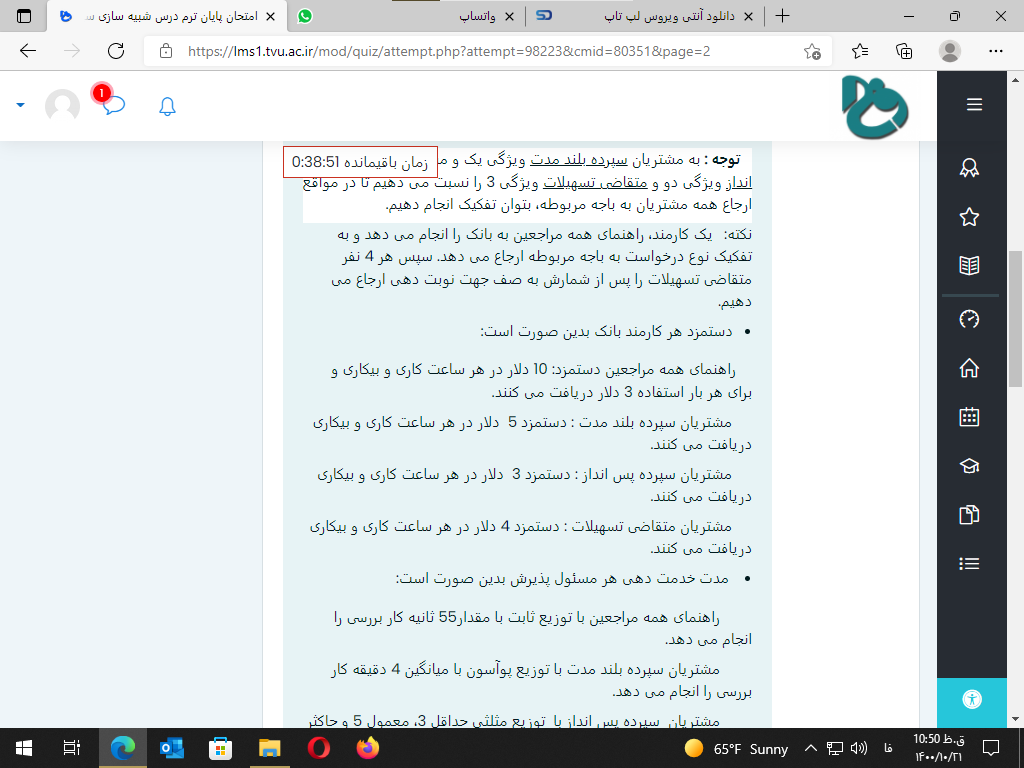 امتحان پایان ترم درس شبیه سازی س
واتساپ
دانلود آنتی ویروس لپ تاپ
https://lms1.tvu.ac.ir/mod/quiz/attempt.php?attempt=98223&cmid=80351&page=2
1
زمان باقیمانده 0:38:51
توجه : به مشتریان سپرده بلند مدت ویژگی یک و م
انداز ویژگی دو و متقاضی تسهیلات ویژگی 3 را نسبت می دهیم تا در مواقع
ارجاع همه مشتریان به باجه مربوطه، بتوان تفکیک انجام دهیم.
نکته: یک کارمند، راهنمای همه مراجعین به بانک را انجام می دهد و به
تفکیک نوع درخواست به باجه مربوطه ارجاع می دهد. سپس هر 4 نفر
متقاضی تسهیلات را پس از شمارش به صف جهت نوبت دهی ارجاع می
دهیم.
• دستمزد هر کارمند بانک بدین صورت است:
راهنمای همه مراجعین دستمزد: 10 دلار در هر ساعت کاری و بیکاری و
برای هر بار استفاده 3 دلار دریافت می کنند.
مشتریان سپرده بلند مدت : دستمزد 5 دلار در هر ساعت کاری و بیکاری
دریافت می کنند.
مشتریان سپرده پس انداز : دستمزد 3 دلار در هر ساعت کاری و بیکاری
دریافت می کنند.
مشتریان متقاضی تسهیلات : دستمزد 4 دلار در هر ساعت کاری و بیکاری
دریافت می کنند.
• مدت خدمت دهی هر مسئول پذیرش بدین صورت است:
راهنمای همه مراجعین با توزیع ثابت با مقدار55 ثانیه کار بررسی را
انجام می دهد.
مشتریان سپرده بلند مدت با توزیع پوآسون با میانگین 4 دقیقه کار
بررسی را انجام می دهد.
مشتریان سپرده پس انداز با توزیع مثلثی حداقل 3، معمول 5 و حاکثر
65°F Sunny
فا
10:50 ق.ظ
۱۴۰۰/۱۰/۲۱